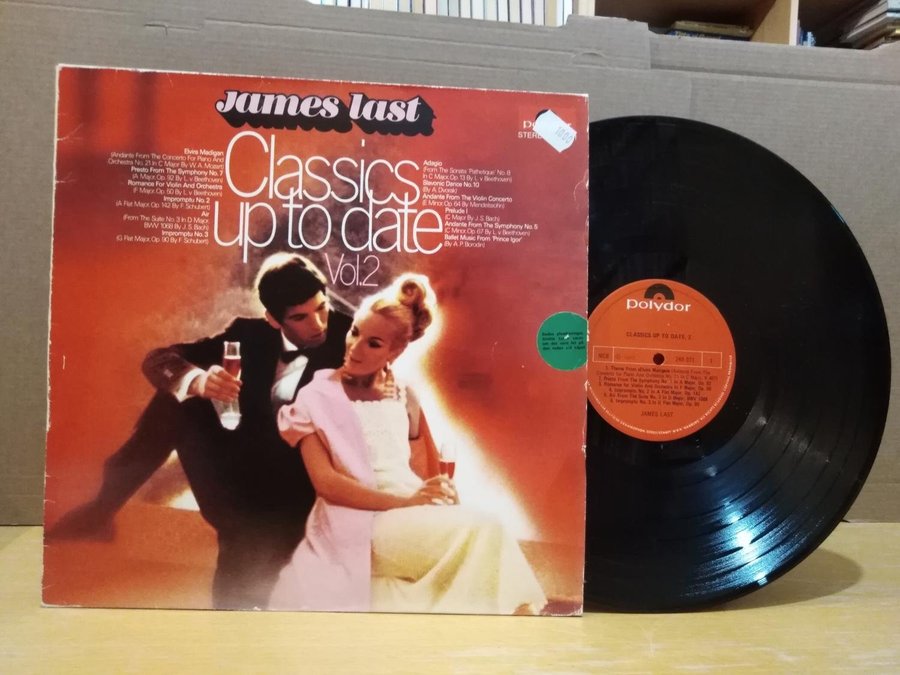 james last
polydor
STEREO
1000
Classics
up to date
Vol.2
Elvira Madigan
(Andante From The Concerto For Piano And
Orchestra No. 21 In C Major By W. A. Mozart)
Presto From The Symphony No. 7
(A Major, Op. 92 By L. v. Beethoven)
Romance For Violin And Orchestra
(F Major, Op. 50 By L. v. Beethoven)
Impromptu No. 2
(A Flat Major, Op. 142 By F. Schubert)
Air
(From The Suite No. 3 In D Major,
BWV 1068 By J. S. Bach)
Impromptu No. 3
(G Flat Major, Op. 90 By F. Schubert)
Adagio
(From The Sonata 'Pathetique' No. 8
In C Major, Op. 13 By L. v. Beethoven)
Slavonic Dance No. 10
(By A. Dvorak)
Andante From The Violin Concerto
(E Minor, Op. 64 By Mendelssohn)
Prelude I
(C Major By J. S. Bach)
Andante From The Symphony No. 5
(C Minor, Op. 67 By L. v. Beethoven)
Ballet Music From 'Prince Igor'
(By A. P. Borodin)
polydor
CLASSICS UP TO DATE, 2
NCB
249 371
1
JAMES LAST